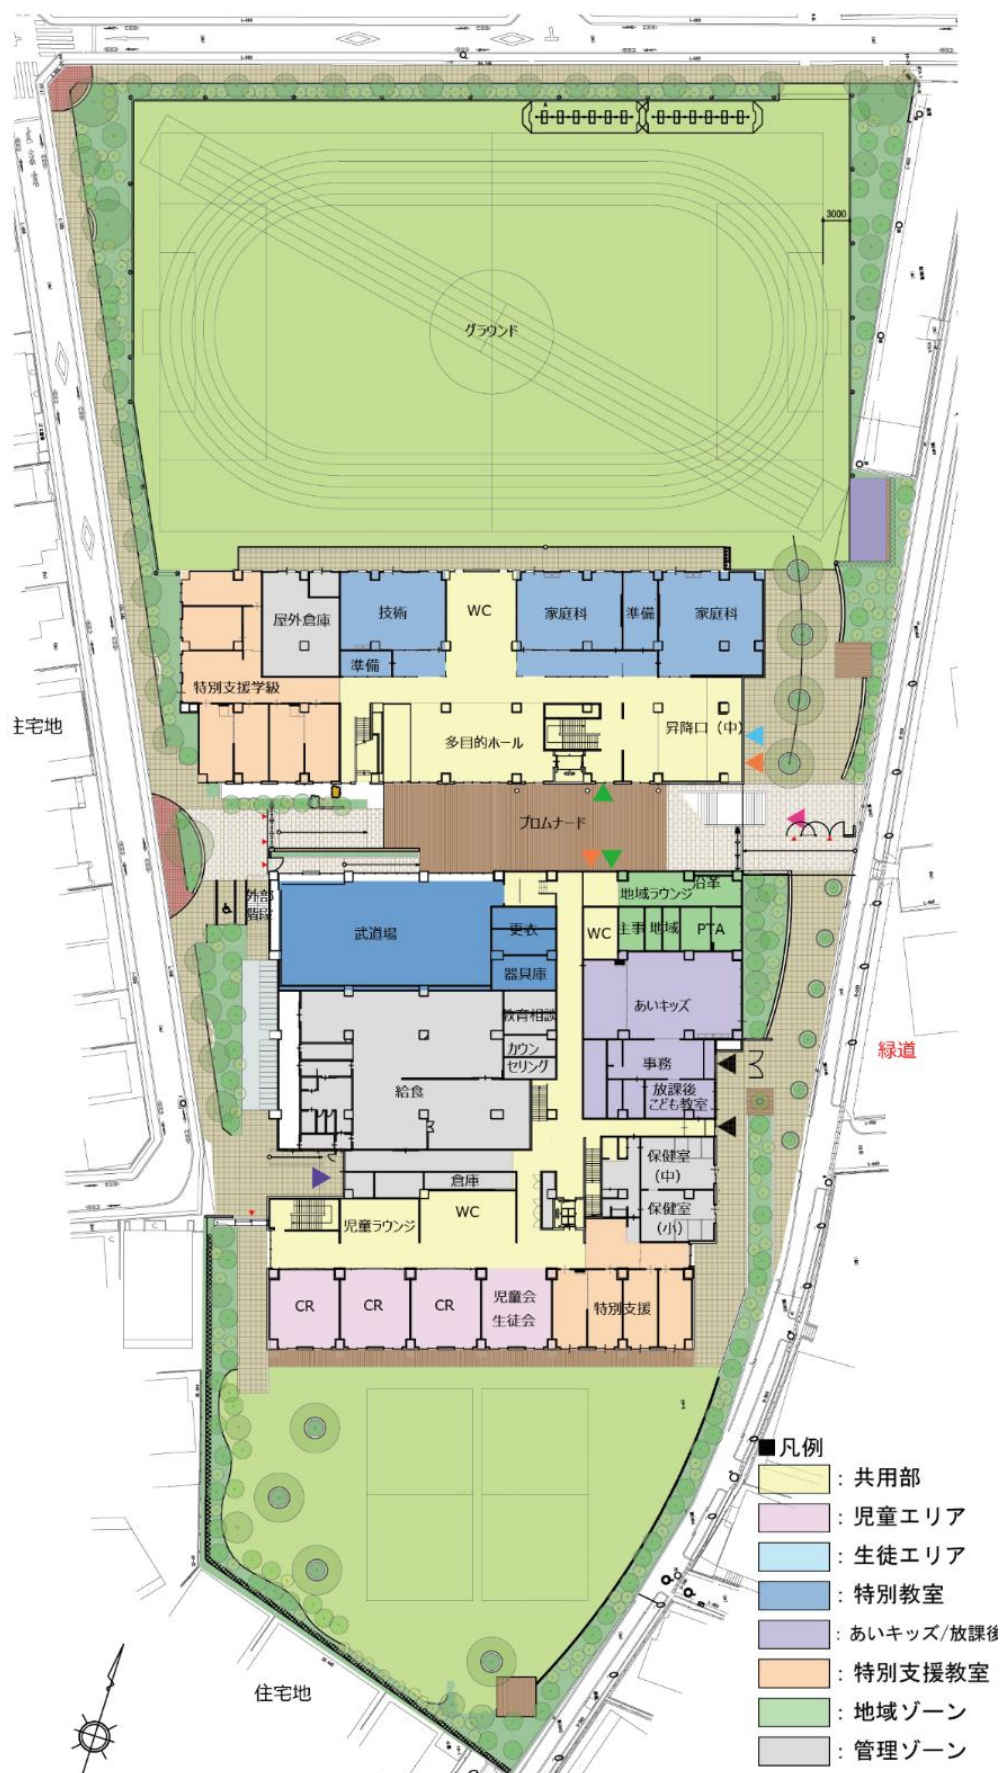 グラウンド
3000
屋外倉庫
技術
WC
家庭科
準備
家庭科
準備
特別支援学級
住宅地
多目的ホール
昇降口（中）
プロムナード
外部
階段
武道場
更衣
器具庫
地域ラウンジ
沿革
WC
主事
地域
PTA
あいキッズ
教育相談
カウン
セリング
事務
放課後
こども教室
給食
緑道
保健室
(中)
保健室
(小)
倉庫
児童ラウンジ
WC
CR
CR
CR
児童会
生徒会
特別支援
住宅地
■凡例
：共用部
：児童エリア
：生徒エリア
：特別教室
：あいキッズ/放課後
：特別支援教室
：地域ゾーン
：管理ゾーン